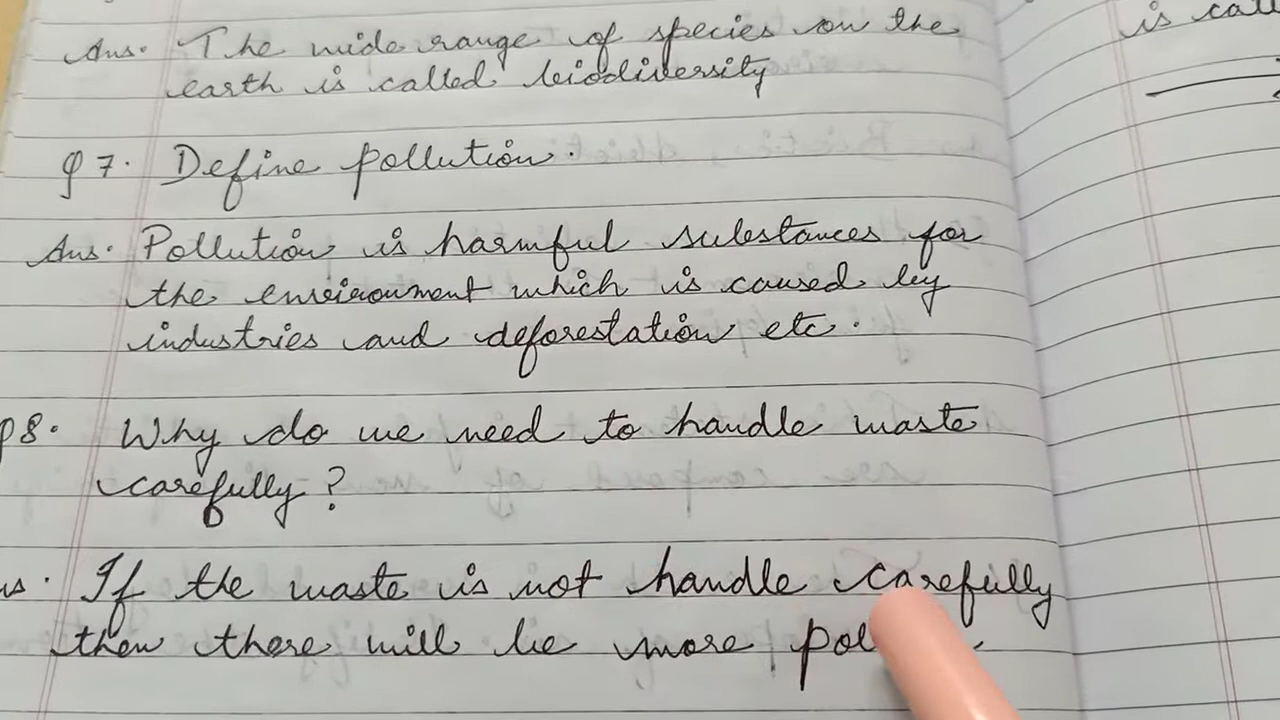 Ans. The wide range of species on the
earth is called biodiversity
Q 7. Define pollution.
Ans. Pollution is harmful substances for
the environment which is caused by
industries and deforestation etc.
Q8. Why do we need to handle waste
carefully?
If the waste is not handle carefully
then there will be more
is